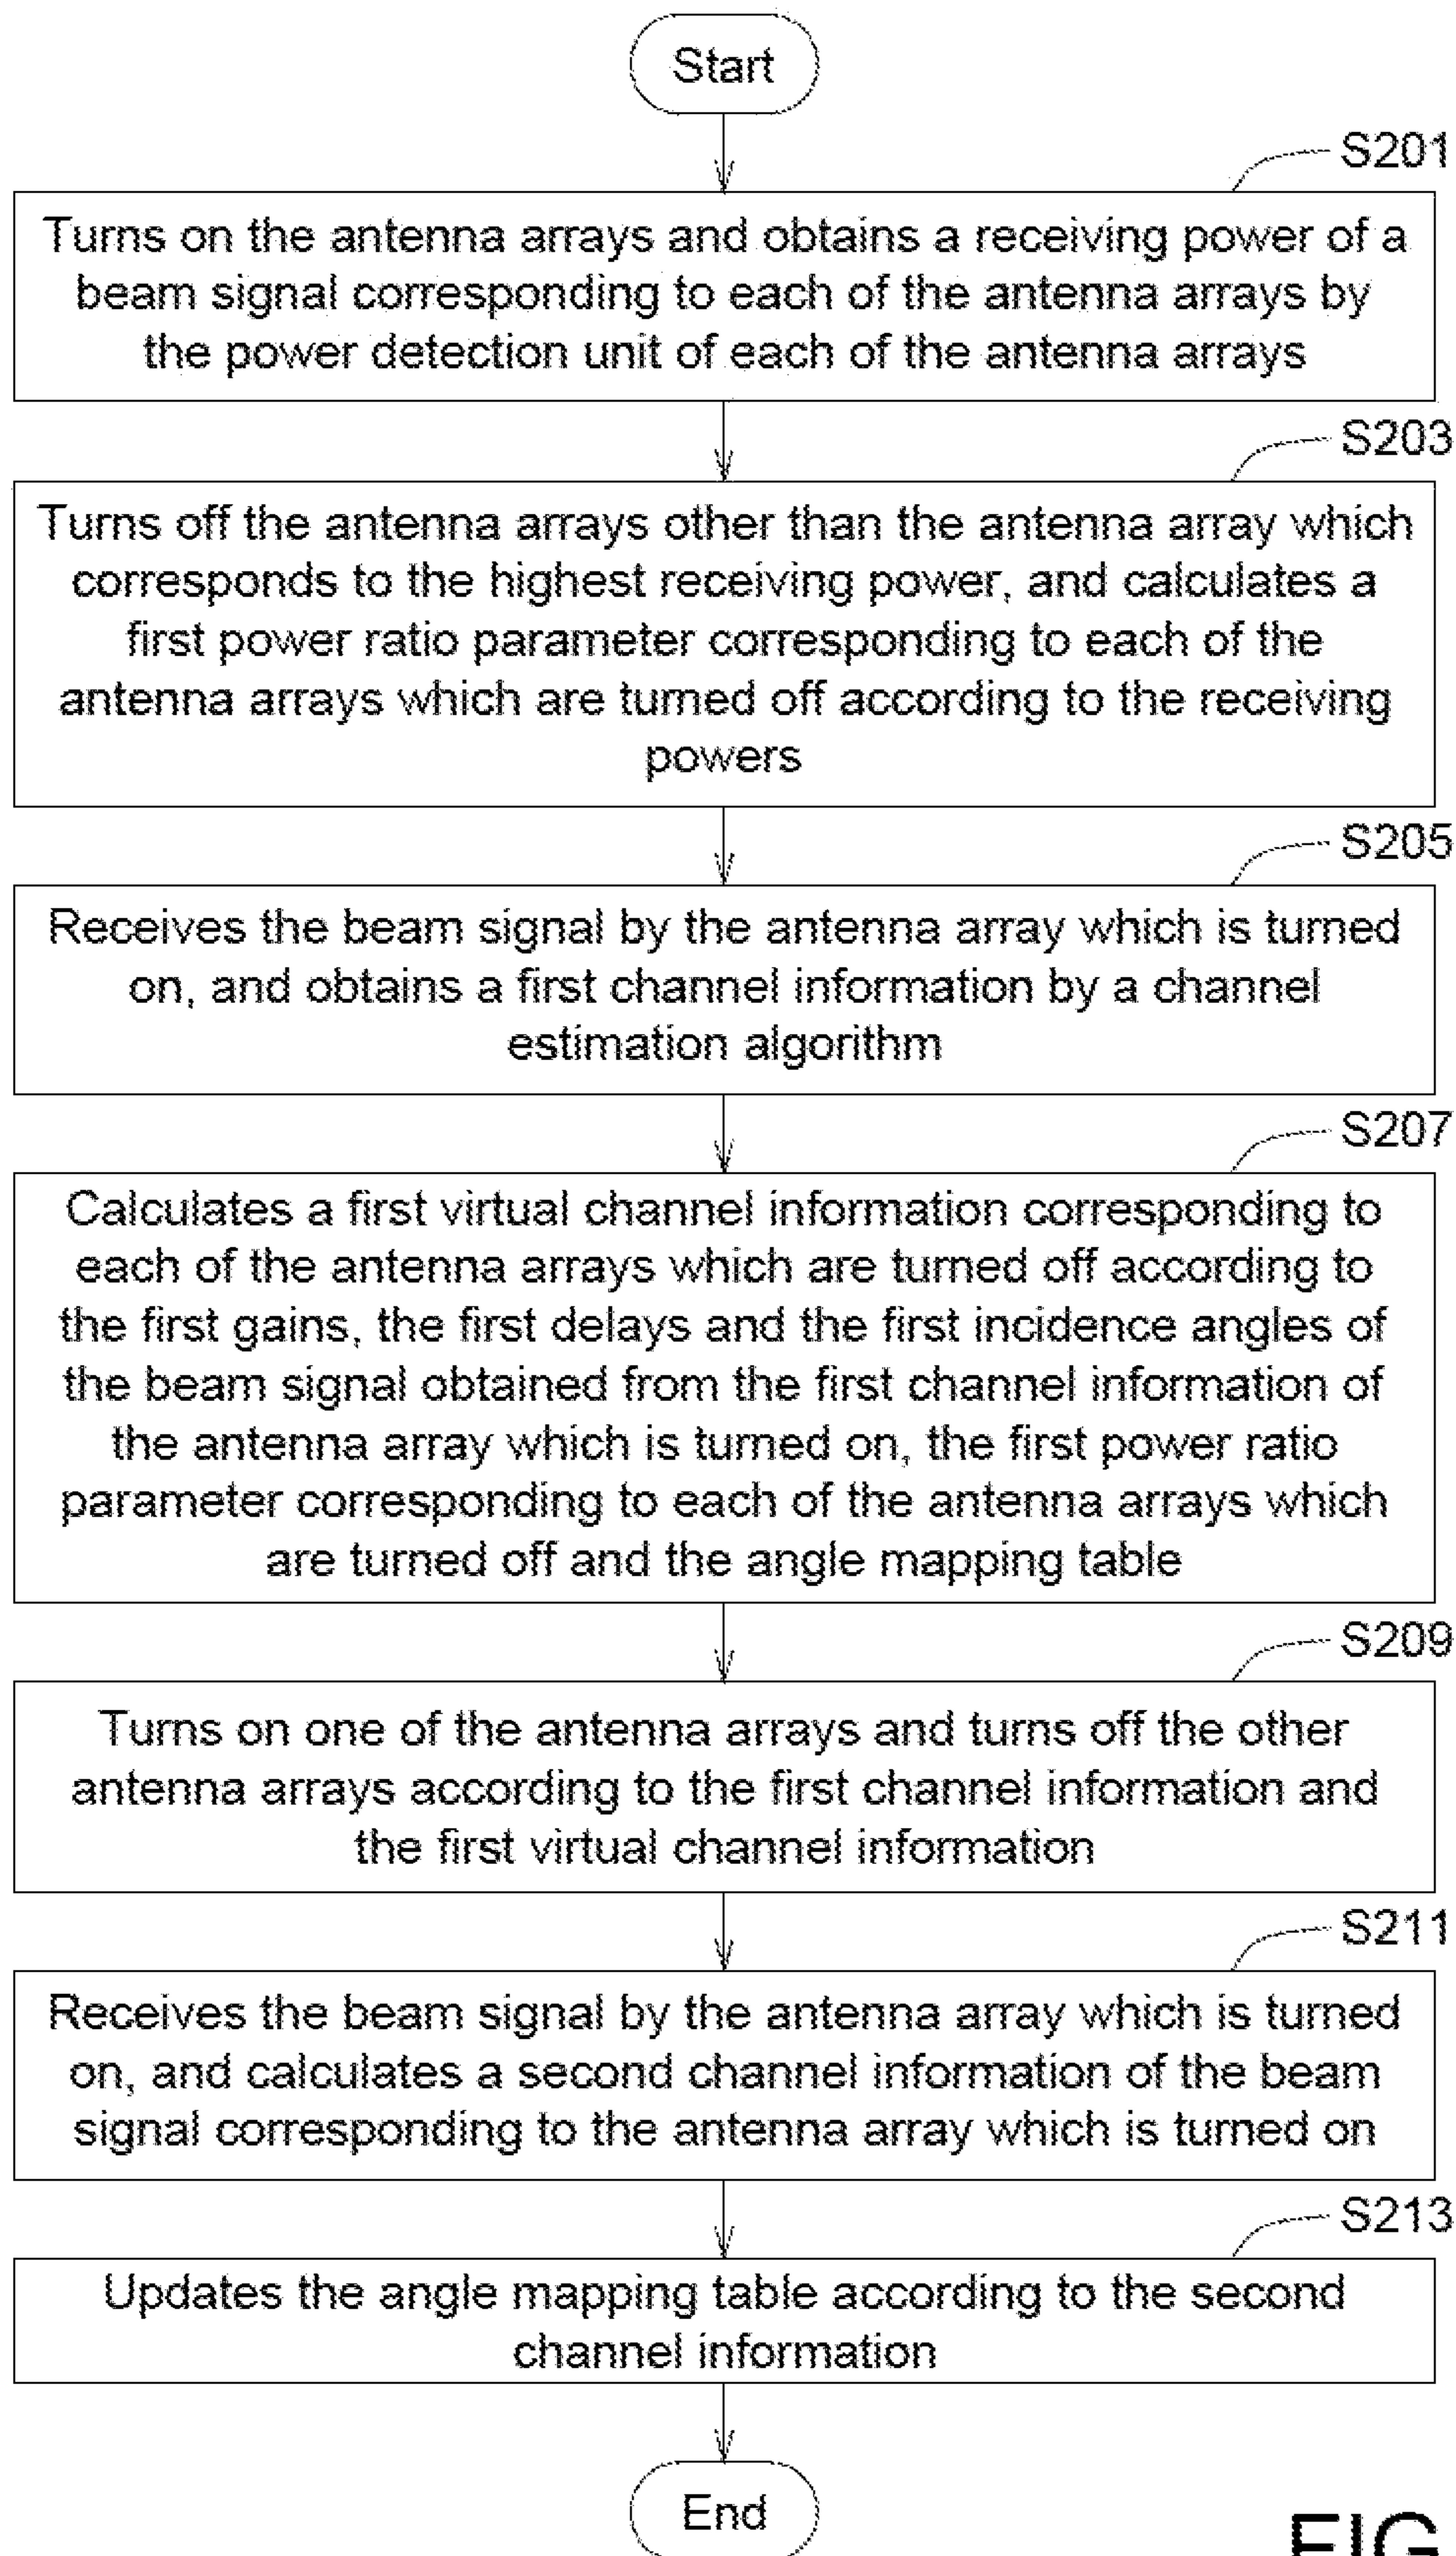 Start
S201
Turns on the antenna arrays and obtains a receiving power of a
beam signal corresponding to each of the antenna arrays by
the power detection unit of each of the antenna arrays
S203
Turns off the antenna arrays other than the antenna array which
corresponds to the highest receiving power, and calculates a
first power ratio parameter corresponding to each of the
antenna arrays which are turned off according to the receiving
powers
S205
Receives the beam signal by the antenna array which is turned
on, and obtains a first channel information by a channel
estimation algorithm
S207
Calculates a first virtual channel information corresponding to
each of the antenna arrays which are turned off according to
the first gains, the first delays and the first incidence angles of
the beam signal obtained from the first channel information of
the antenna array which is turned on, the first power ratio
parameter corresponding to each of the antenna arrays which
are turned off and the angle mapping table
S209
Turns on one of the antenna arrays and turns off the other
antenna arrays according to the first channel information and
the first virtual channel information
S211
Receives the beam signal by the antenna array which is turned
on, and calculates a second channel information of the beam
signal corresponding to the antenna array which is turned on
S213
Updates the angle mapping table according to the second
channel information
End